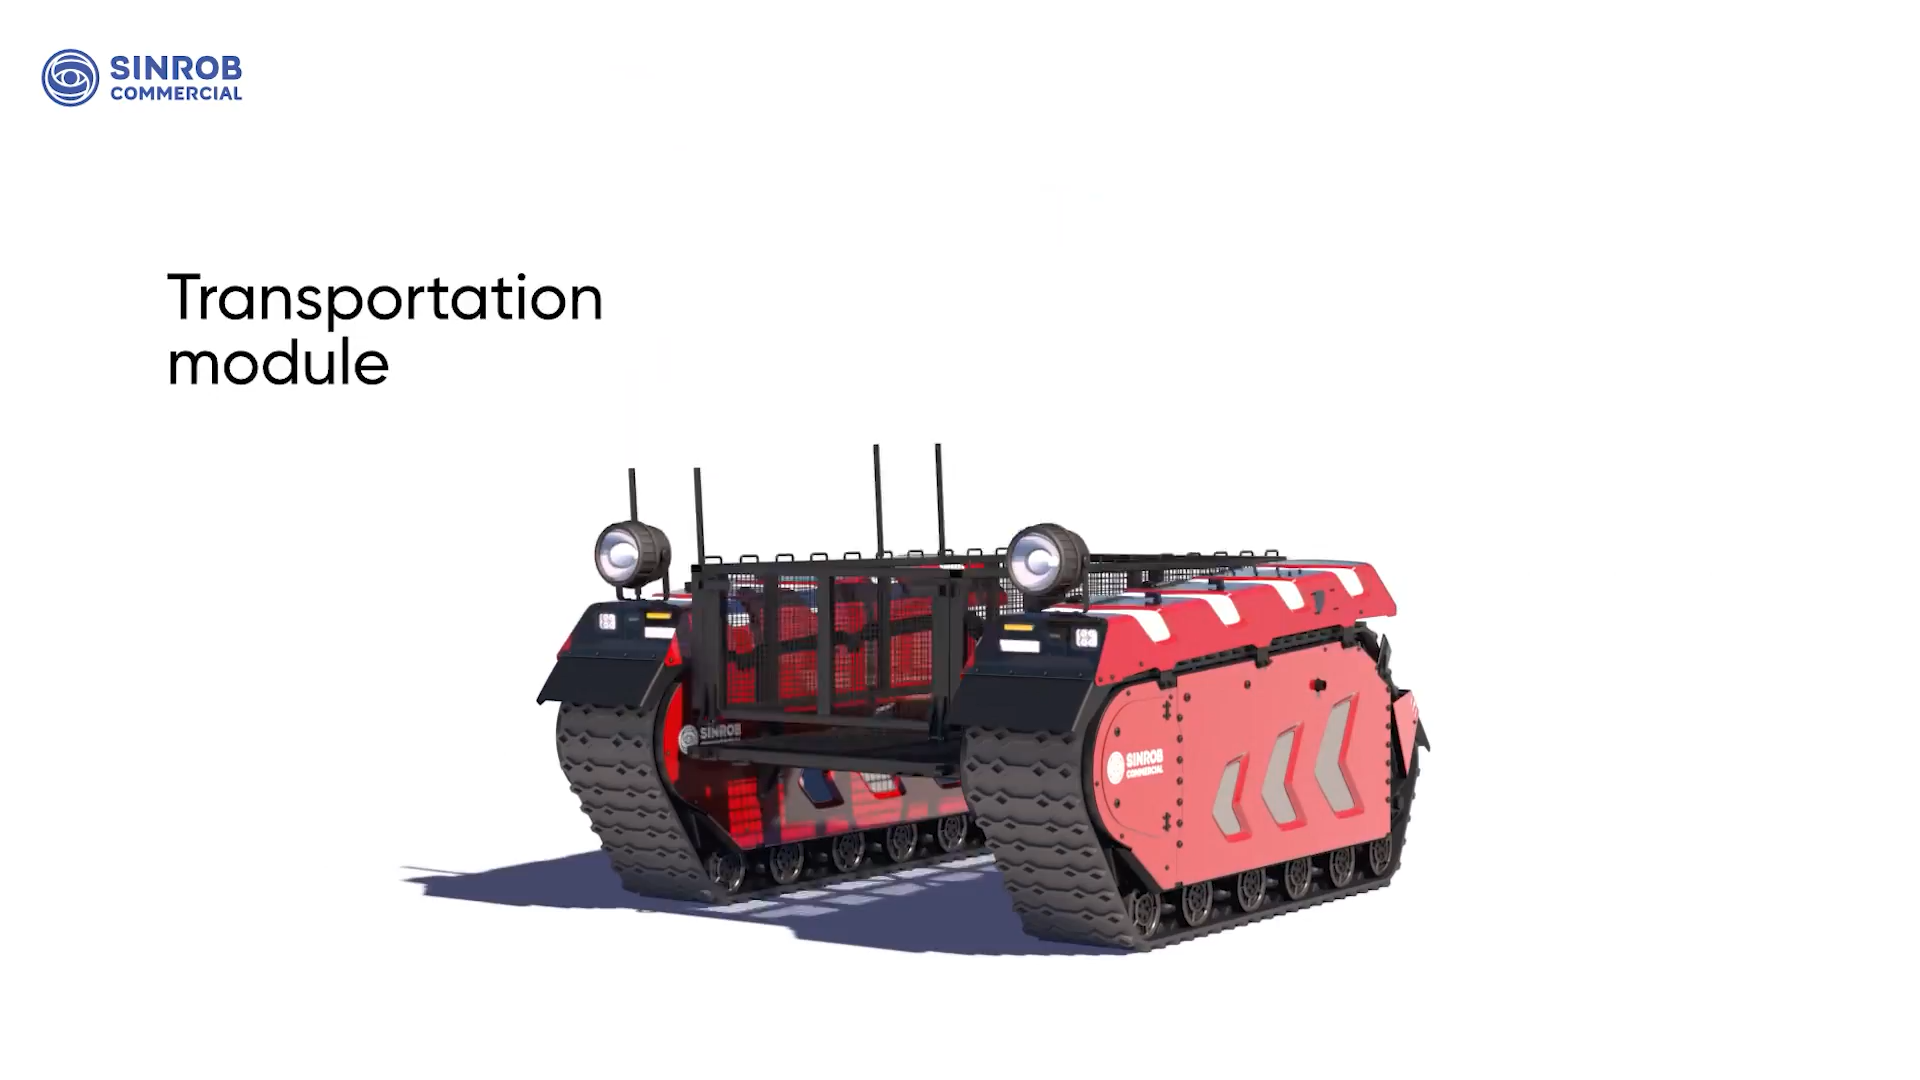 SINROB
COMMERCIAL
Transportation
module
SINROB
SINROB
COMMERCIAL